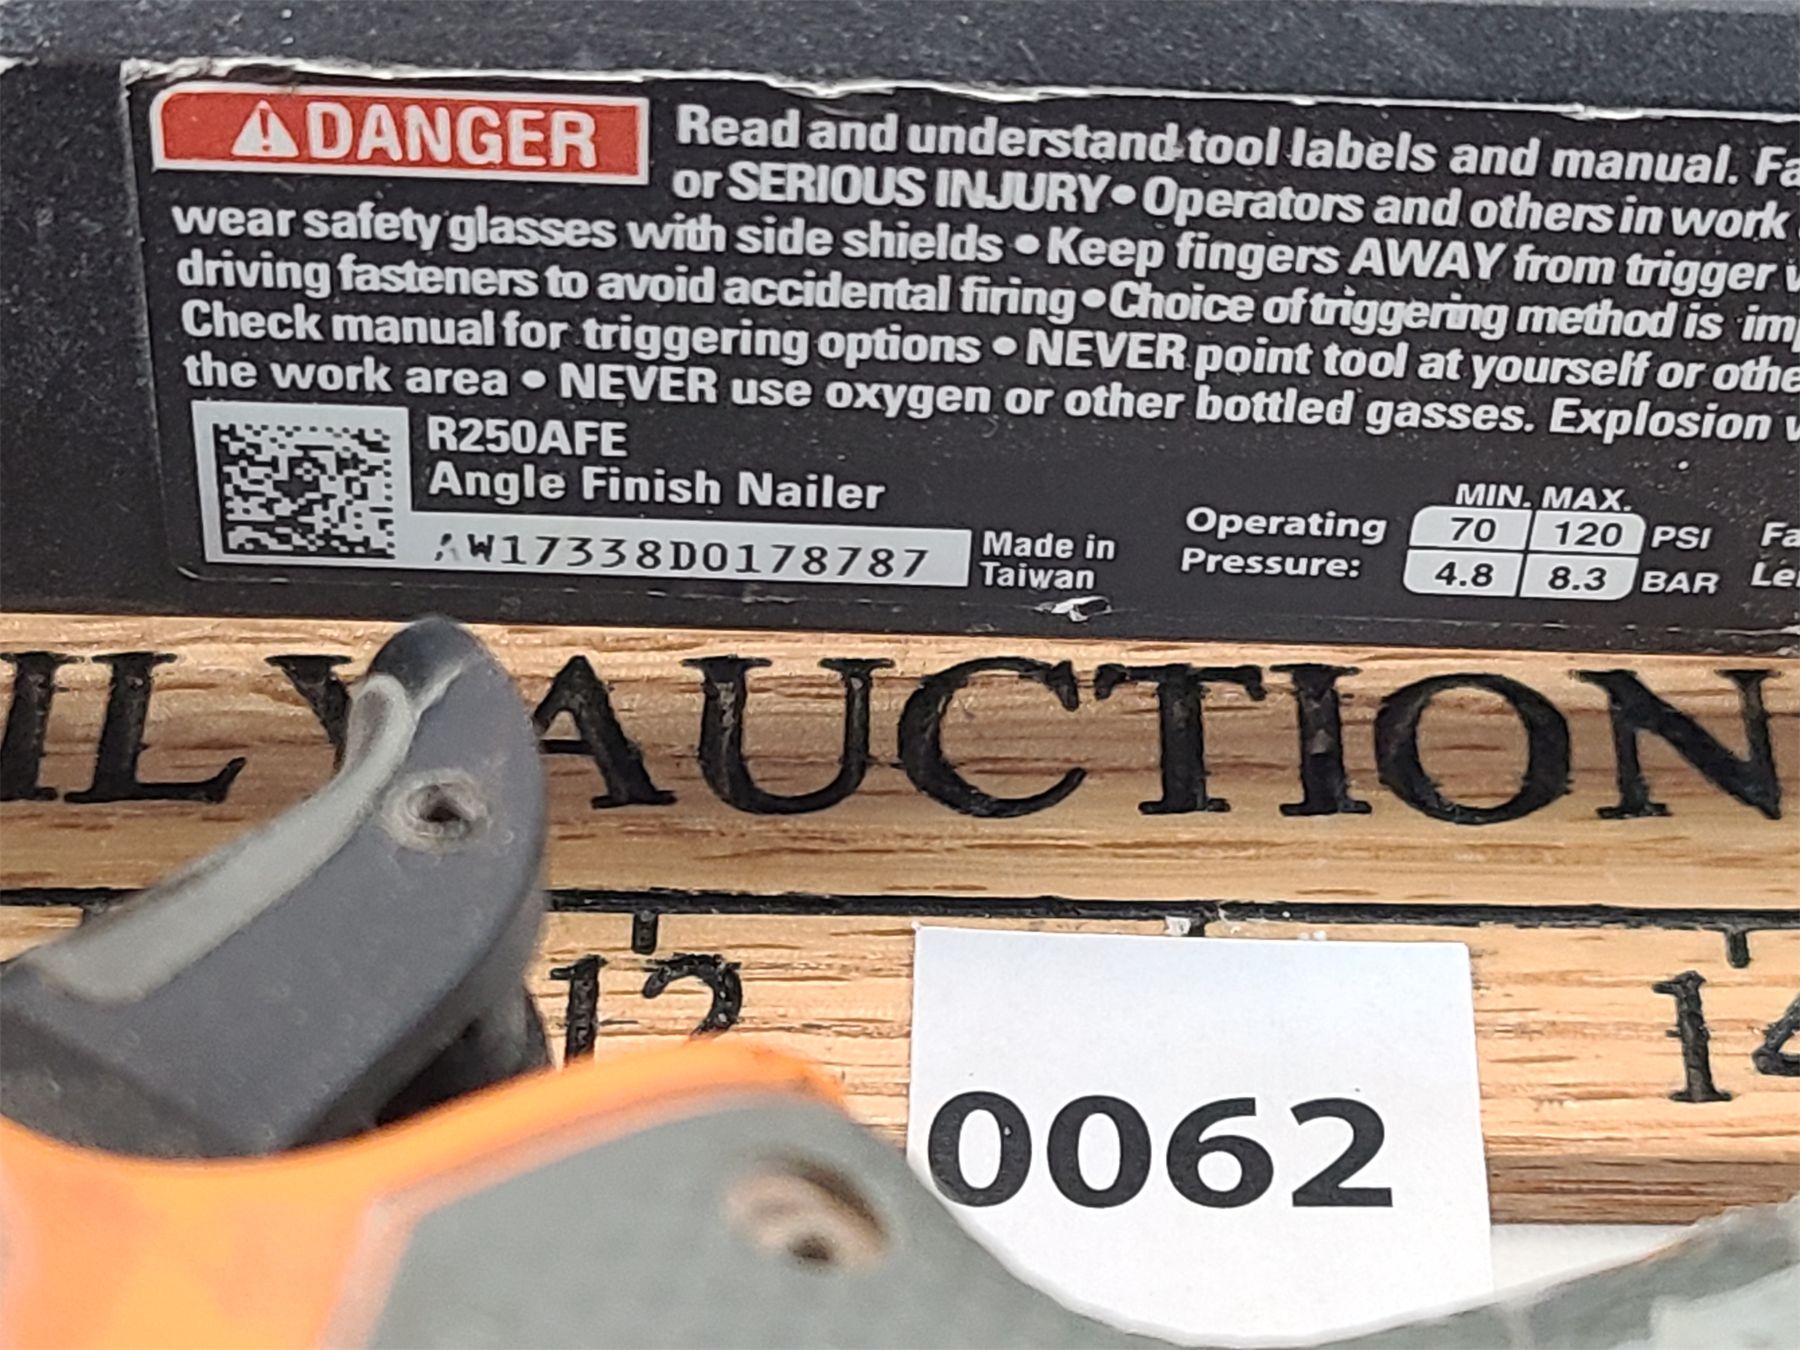 DANGER
Read and understand tool labels and manual. Fa
or SERIOUS INJURY • Operators and others in work
wear safety glasses with side shields • Keep fingers AWAY from trigger
driving fasteners to avoid accidental firing • Choice of triggering method is imp
Check manual for triggering options • NEVER point tool at yourself or othe
the work area • NEVER use oxygen or other bottled gasses. Explosion
R250AFE
Angle Finish Nailer
AW17338D0178787
Made in
Taiwan
Operating
Pressure:
MIN. MAX.
70 120 PSI
4.8 8.3 BAR
Fa
Le
ILY AUCTION
12 14
0062